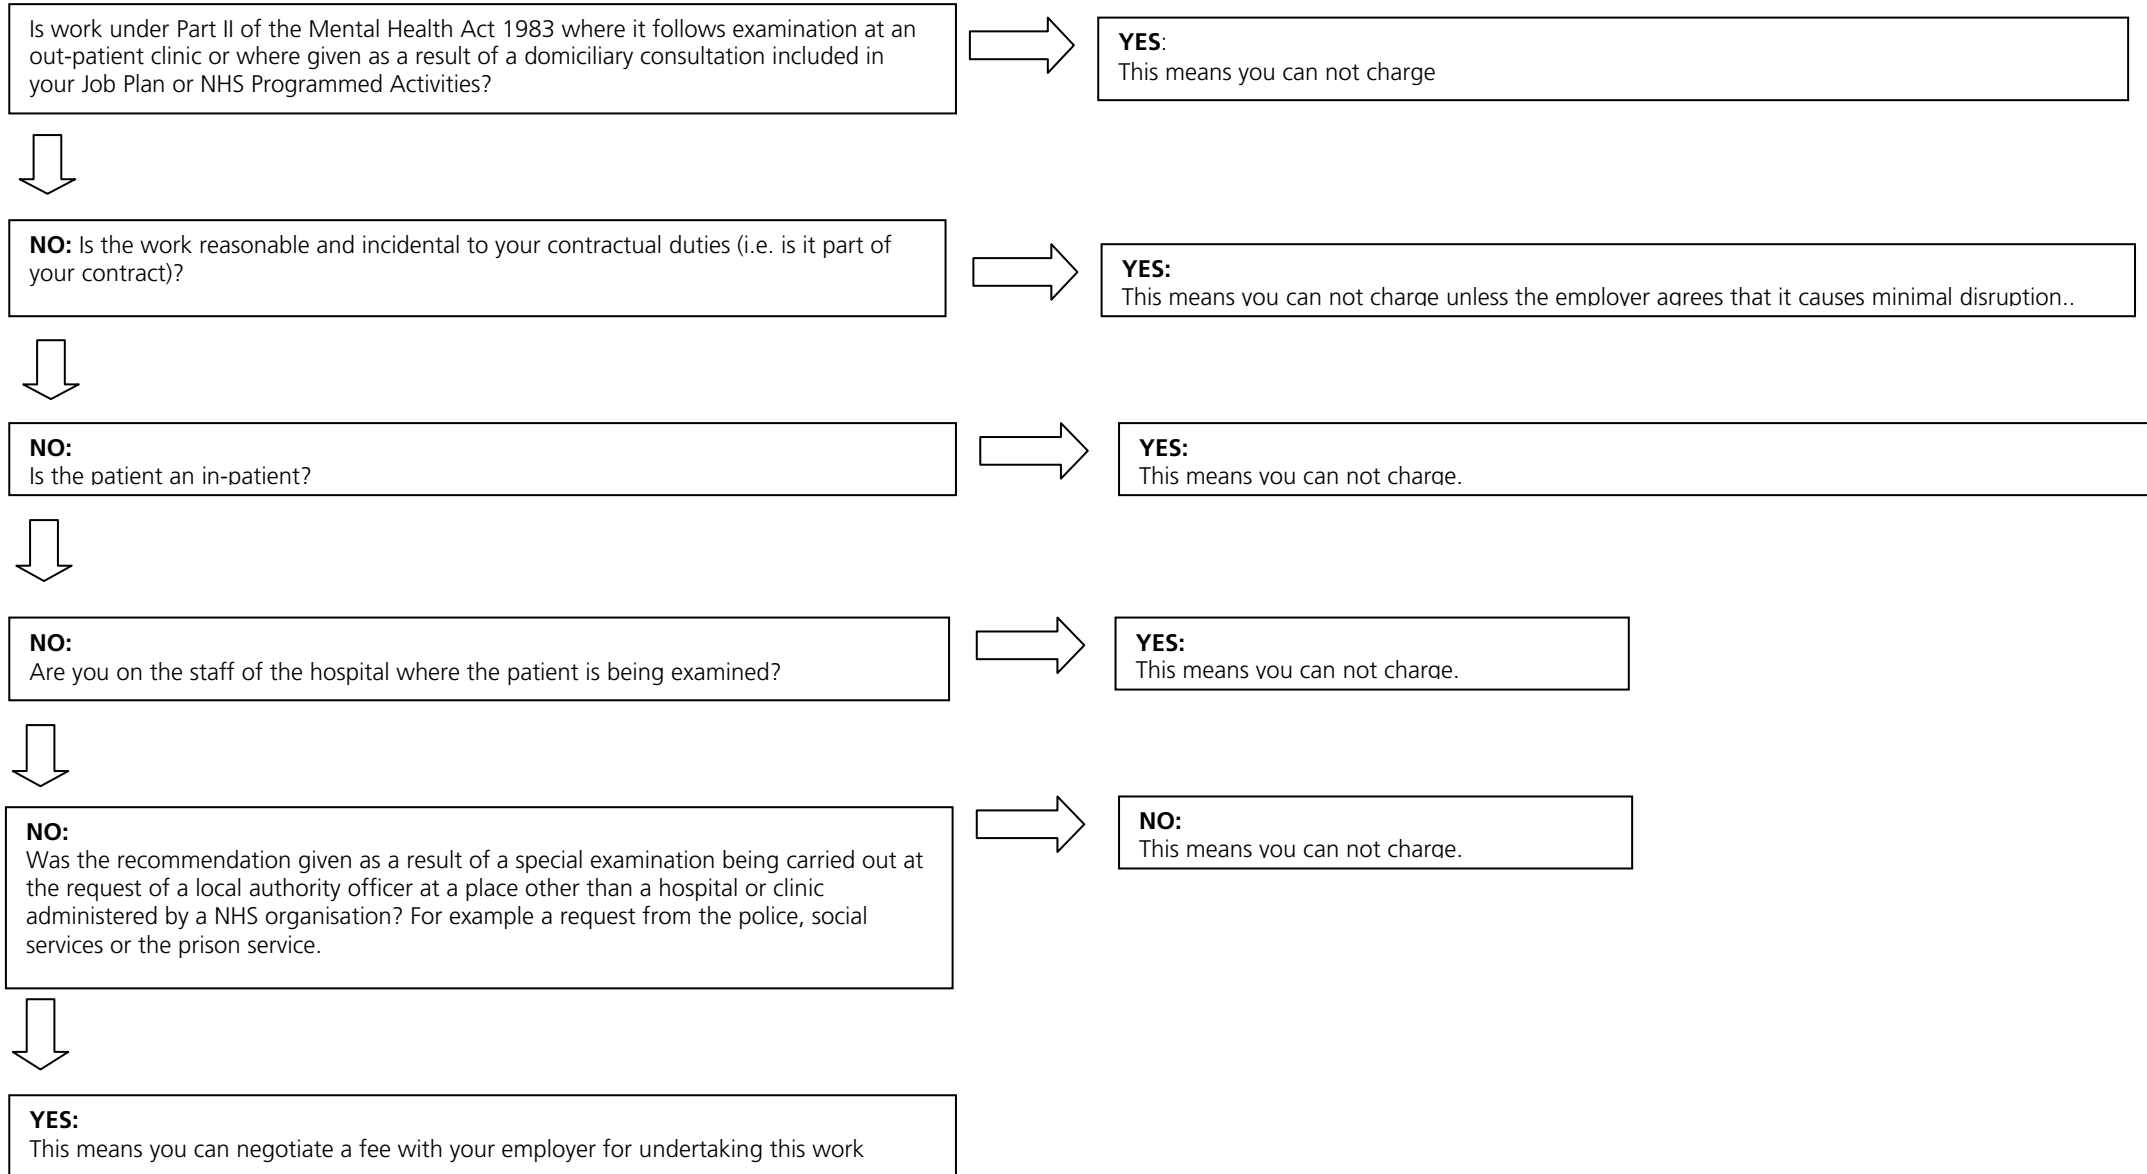 Is work under Part II of the Mental Health Act 1983 where it follows examination at an
out-patient clinic or where given as a result of a domiciliary consultation included in
your Job Plan or NHS Programmed Activities?
YES:
This means you can not charge
NO: Is the work reasonable and incidental to your contractual duties (i.e. is it part of
your contract)?
YES:
This means you can not charge unless the employer agrees that it causes minimal disruption..
NO:
Is the patient an in-patient?
YES:
This means you can not charge.
NO:
Are you on the staff of the hospital where the patient is being examined?
YES:
This means you can not charge.
NO:
Was the recommendation given as a result of a special examination being carried out at
the request of a local authority officer at a place other than a hospital or clinic
administered by a NHS organisation? For example a request from the police, social
services or the prison service.
NO:
This means you can not charge.
YES:
This means you can negotiate a fee with your employer for undertaking this work